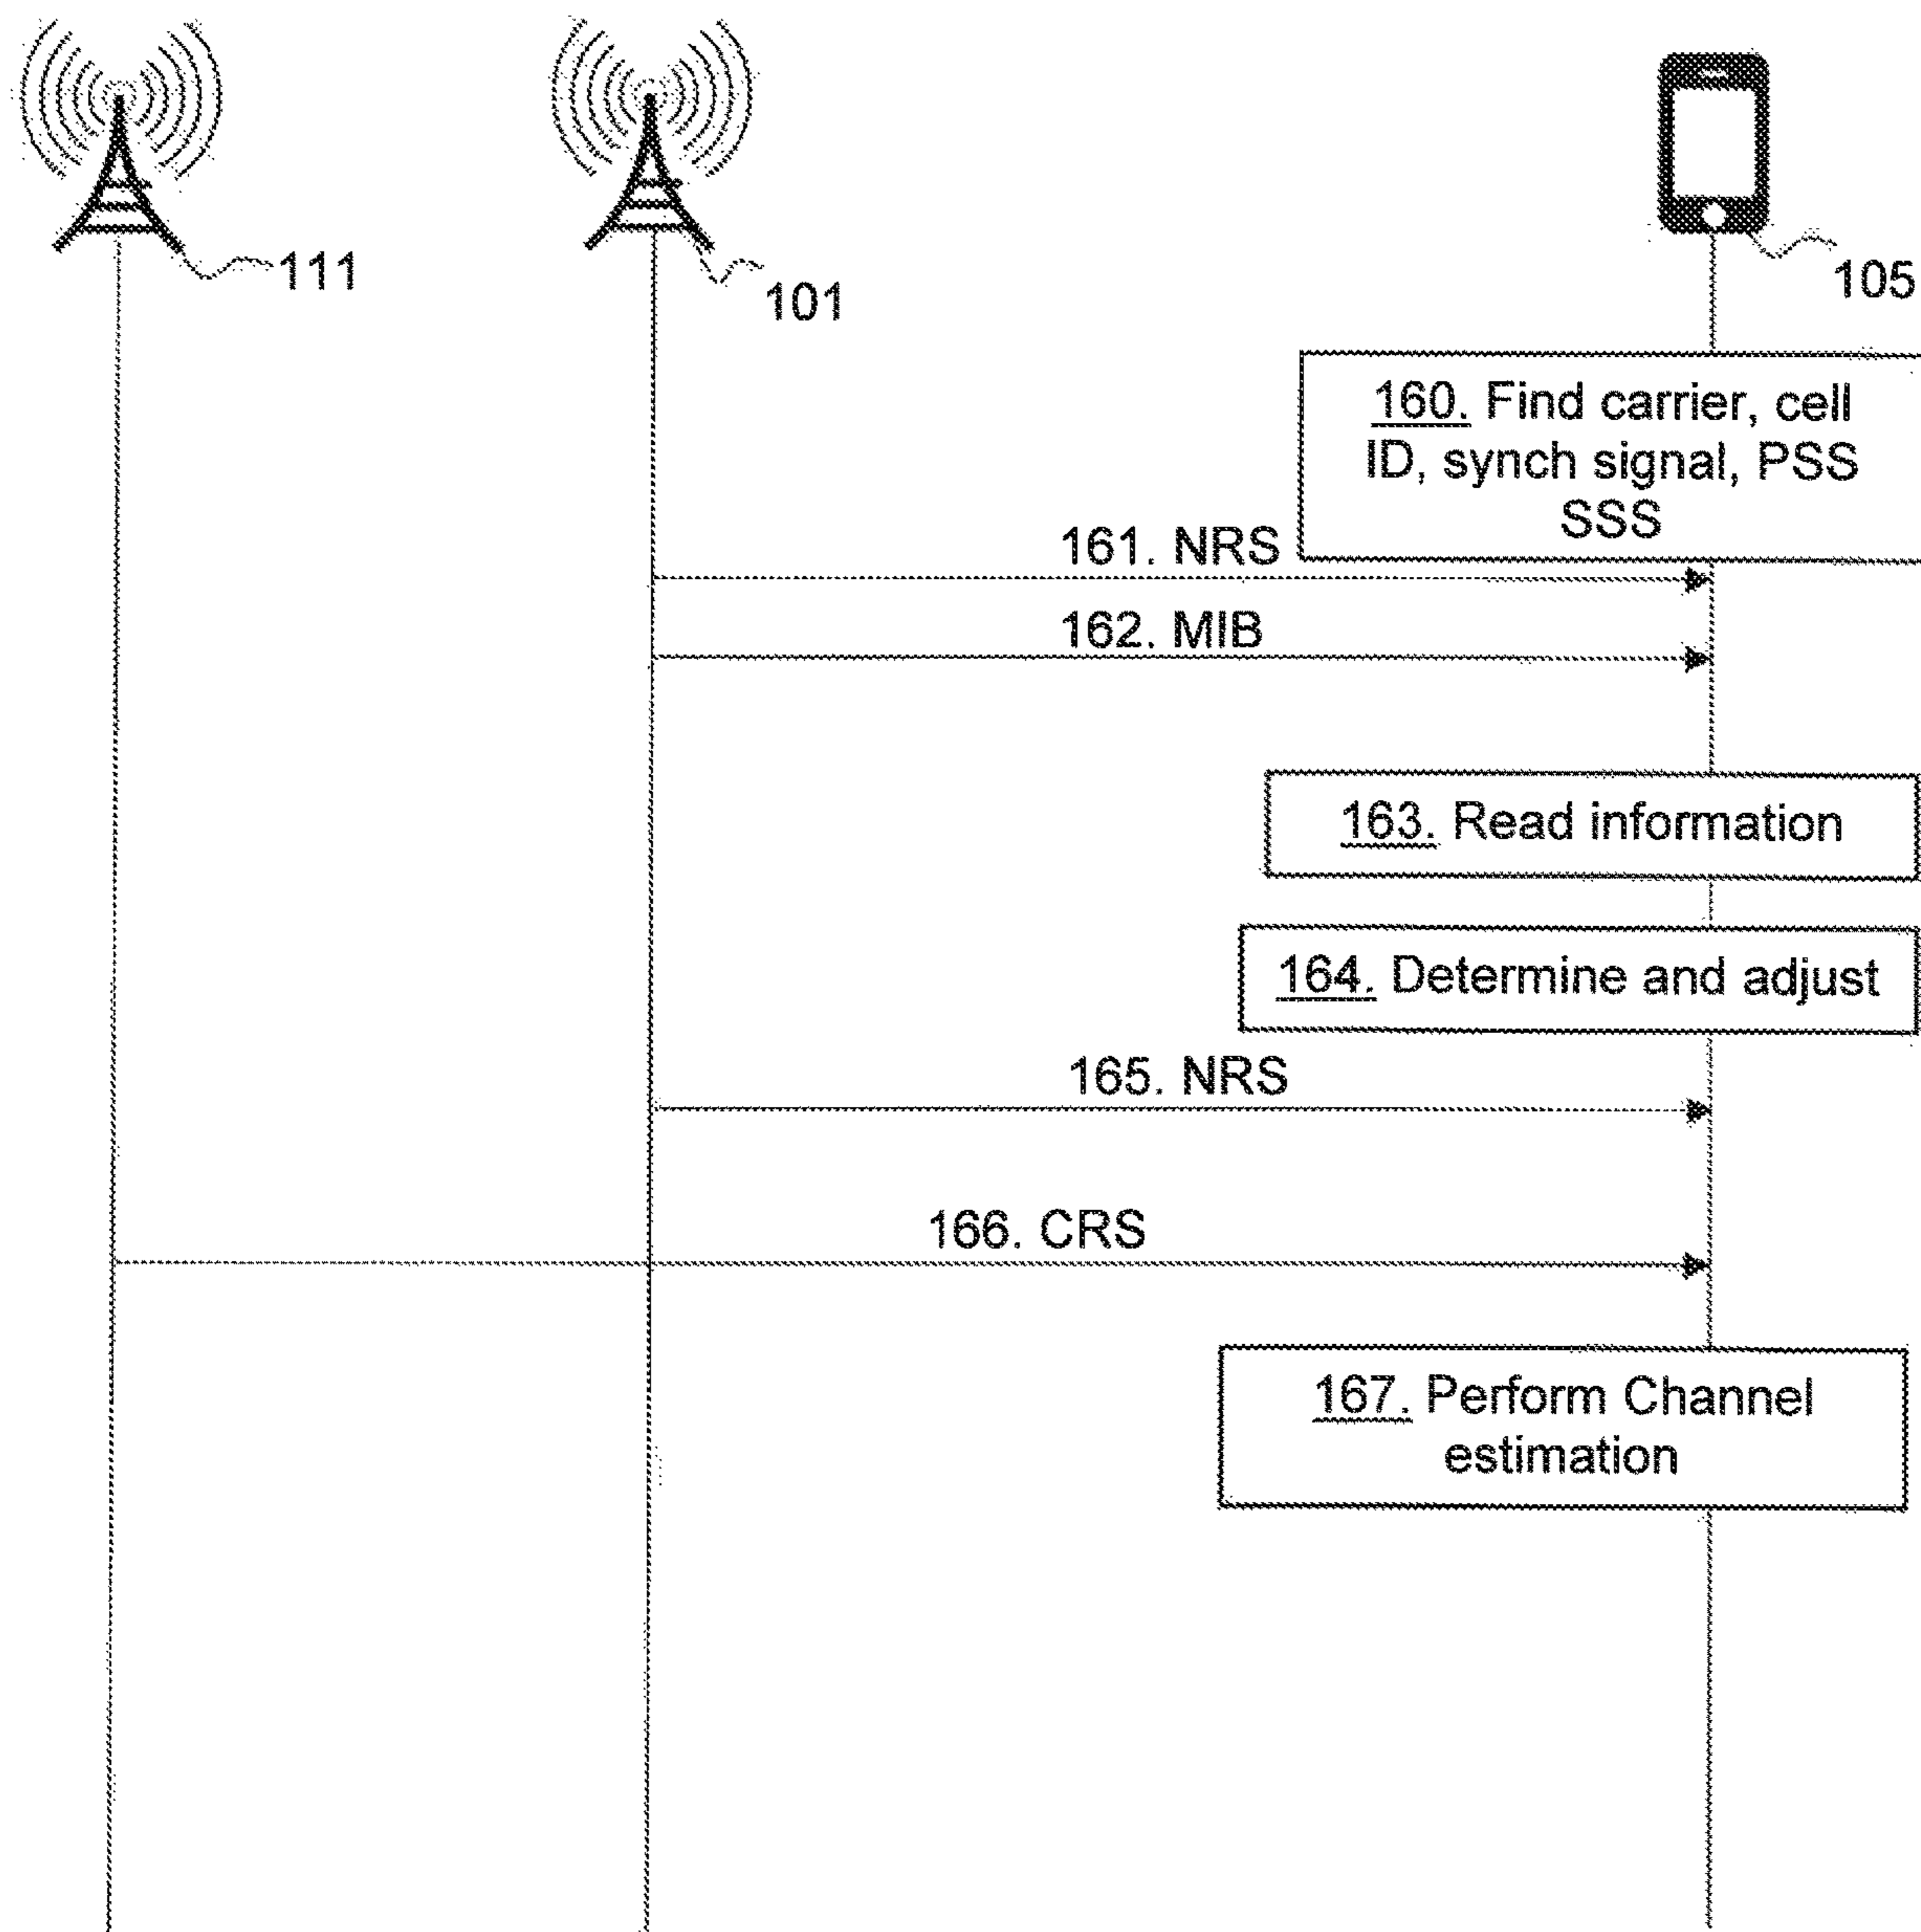 111
101
105
160. Find carrier, cell
ID, synch signal, PSS
SSS
161. NRS
162. MIB
163. Read information
164. Determine and adjust
165. NRS
166. CRS
167. Perform Channel
estimation